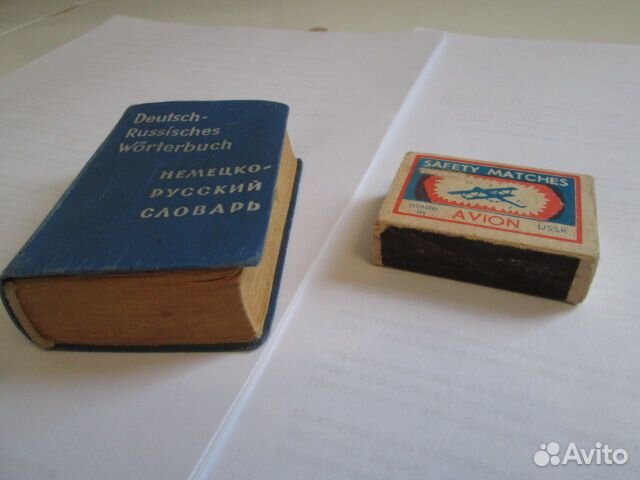 Deutsch-
Russisches
Wörterbuch
НЕМЕЦКО-
РУССКИЙ
СЛОВАРЬ
SAFETY MATCHES
made
in
AVION
USSR
Avito